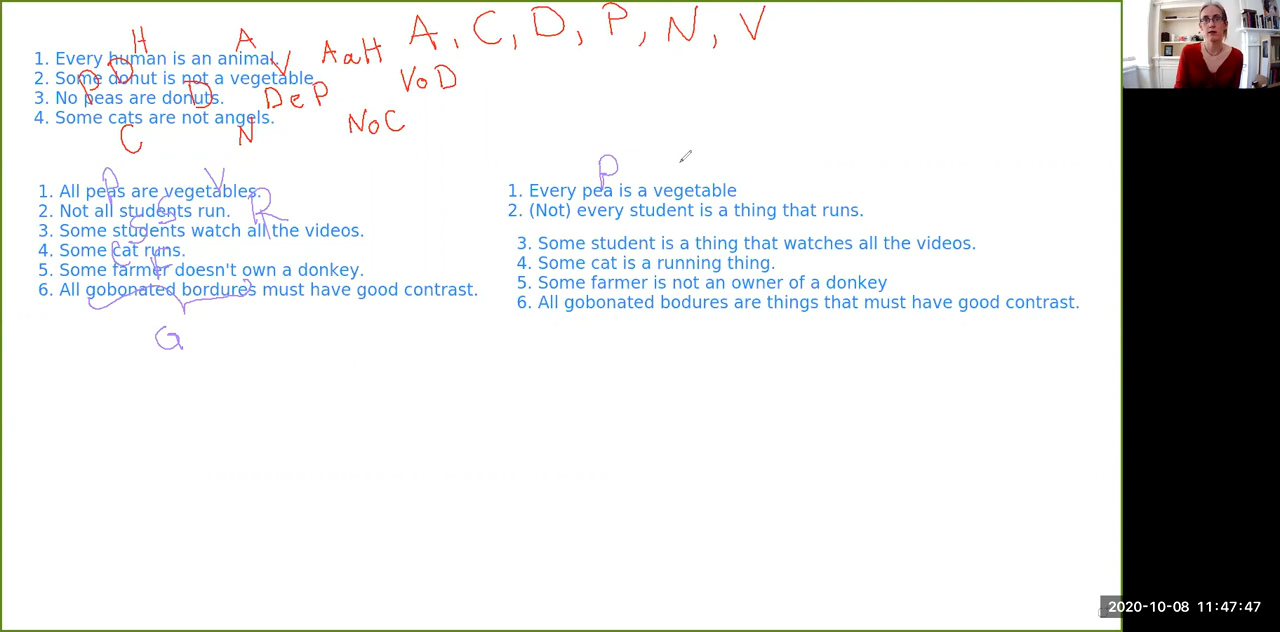 A, C, D, P, N, V
H A
1. Every human is an animal.
AaH
D V
2. Some donut is not a vegetable.
VoD
P D
3. No peas are donuts.
DeP
4. Some cats are not angels.
NoC
C N
P V
1. All peas are vegetables.
S R
2. Not all students run.
S
3. Some students watch all the videos.
C
4. Some cat runs.
F
5. Some farmer doesn't own a donkey.
6. All gobonated bordures must have good contrast.
G
P
1. Every pea is a vegetable
2. (Not) every student is a thing that runs.
3. Some student is a thing that watches all the videos.
4. Some cat is a running thing.
5. Some farmer is not an owner of a donkey
6. All gobonated bodures are things that must have good contrast.
2020-10-08 11:47:47